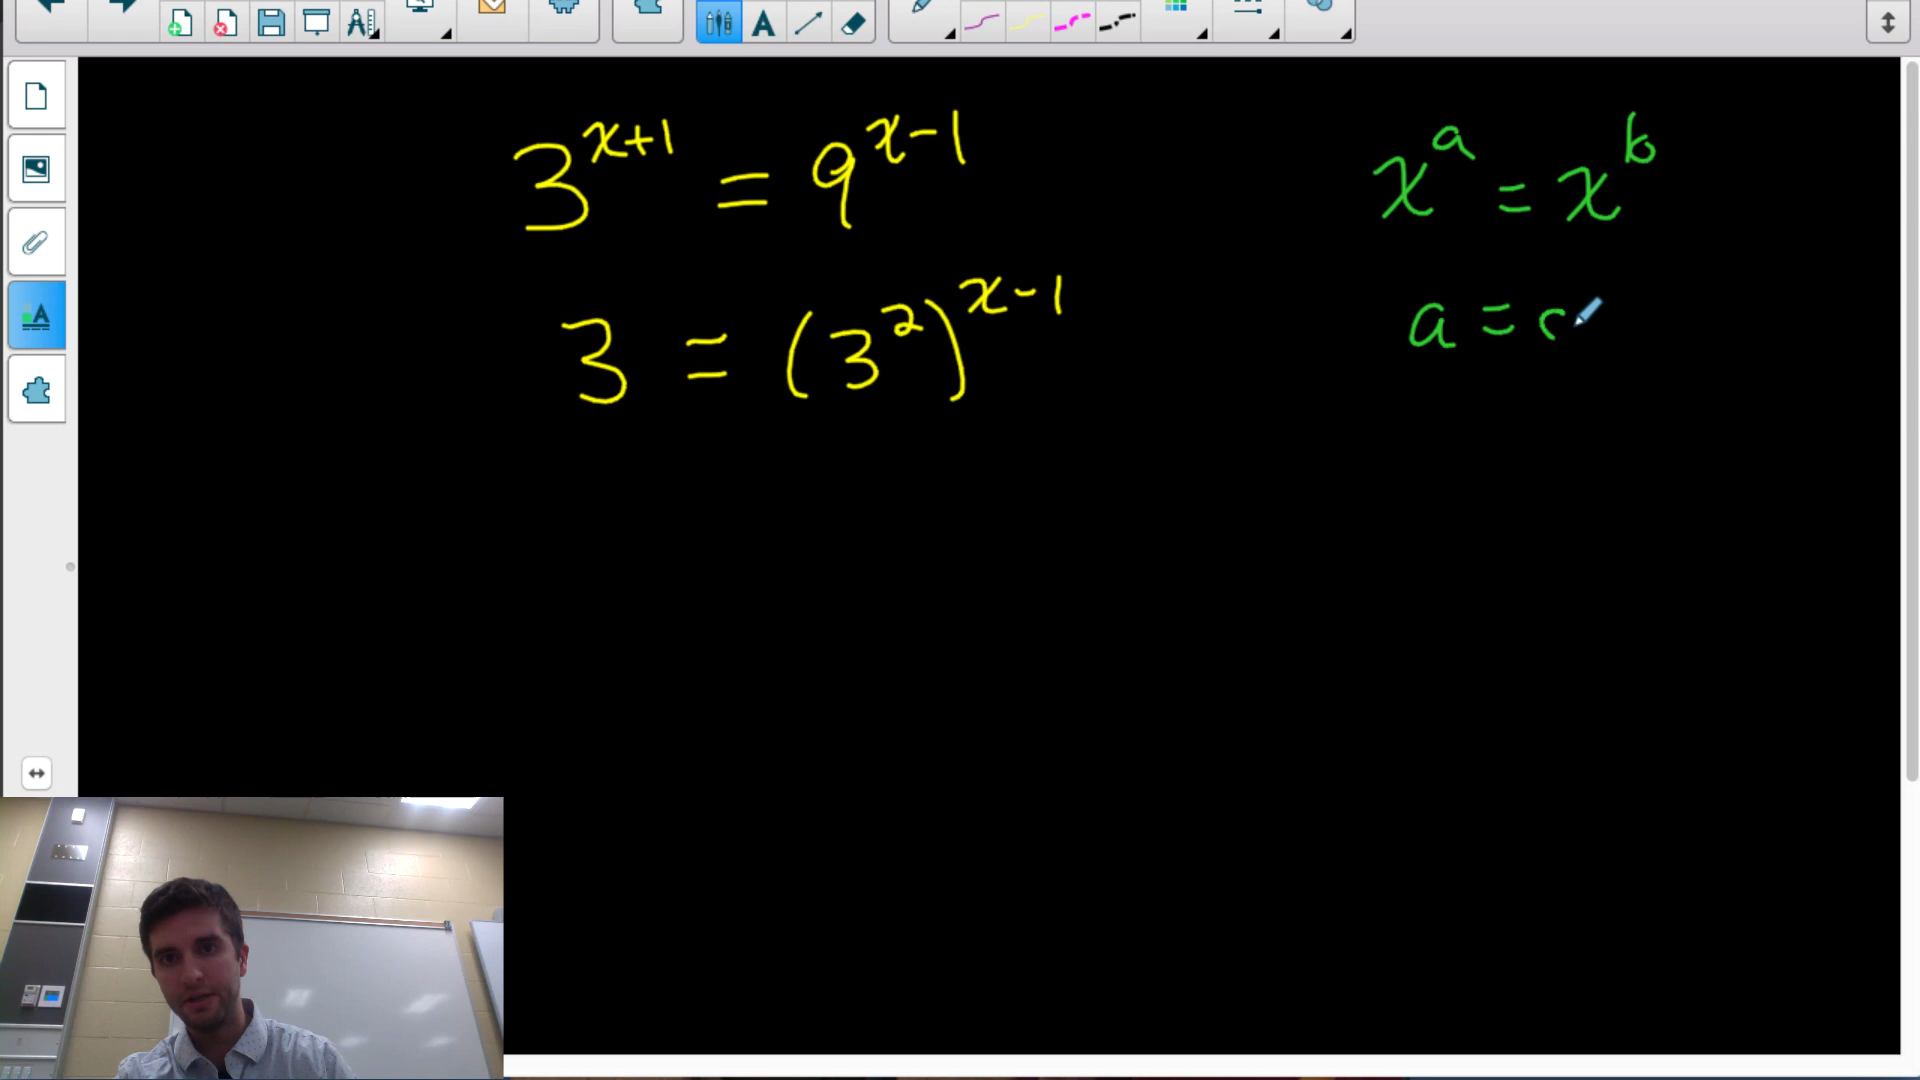 3^{x+1} = 9^{x-1}
3 = (3^2)^{x-1}
x^a = x^b
a =